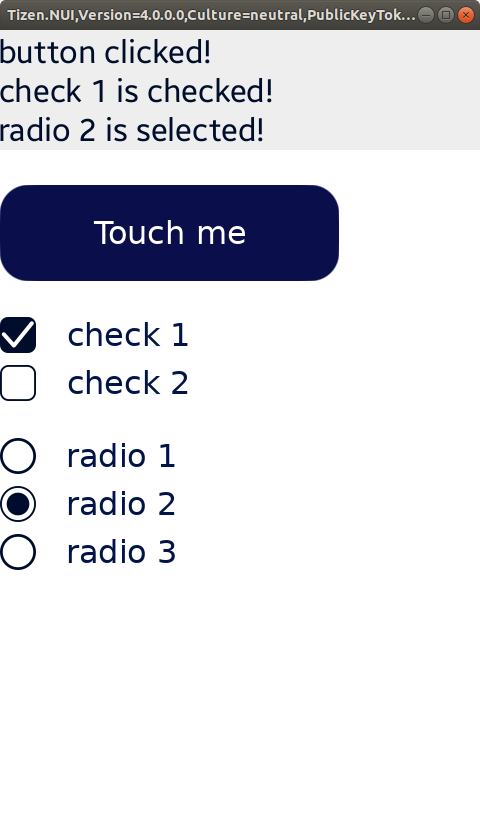 Tizen.NUI,Version=4.0.0.0,Culture=neutral,PublicKeyTok...
button clicked!
check 1 is checked!
radio 2 is selected!
Touch me
check 1
check 2
radio 1
radio 2
radio 3